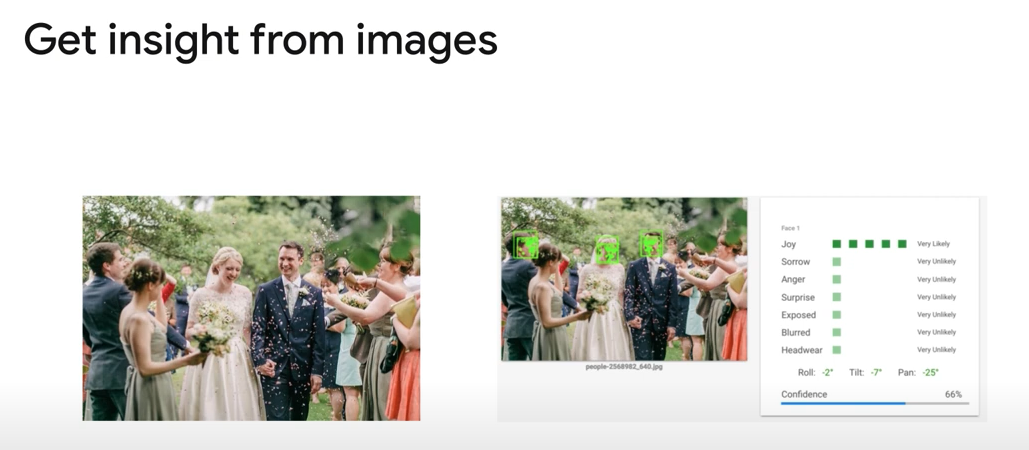 Get insight from images
people-2568982_640.jpg
Face 1
Joy Very Likely
Sorrow Very Unlikely
Anger Very Unlikely
Surprise Very Unlikely
Exposed Very Unlikely
Blurred Very Unlikely
Headwear Very Unlikely
Roll: -2° Tilt: -7° Pan: -25°
Confidence 66%